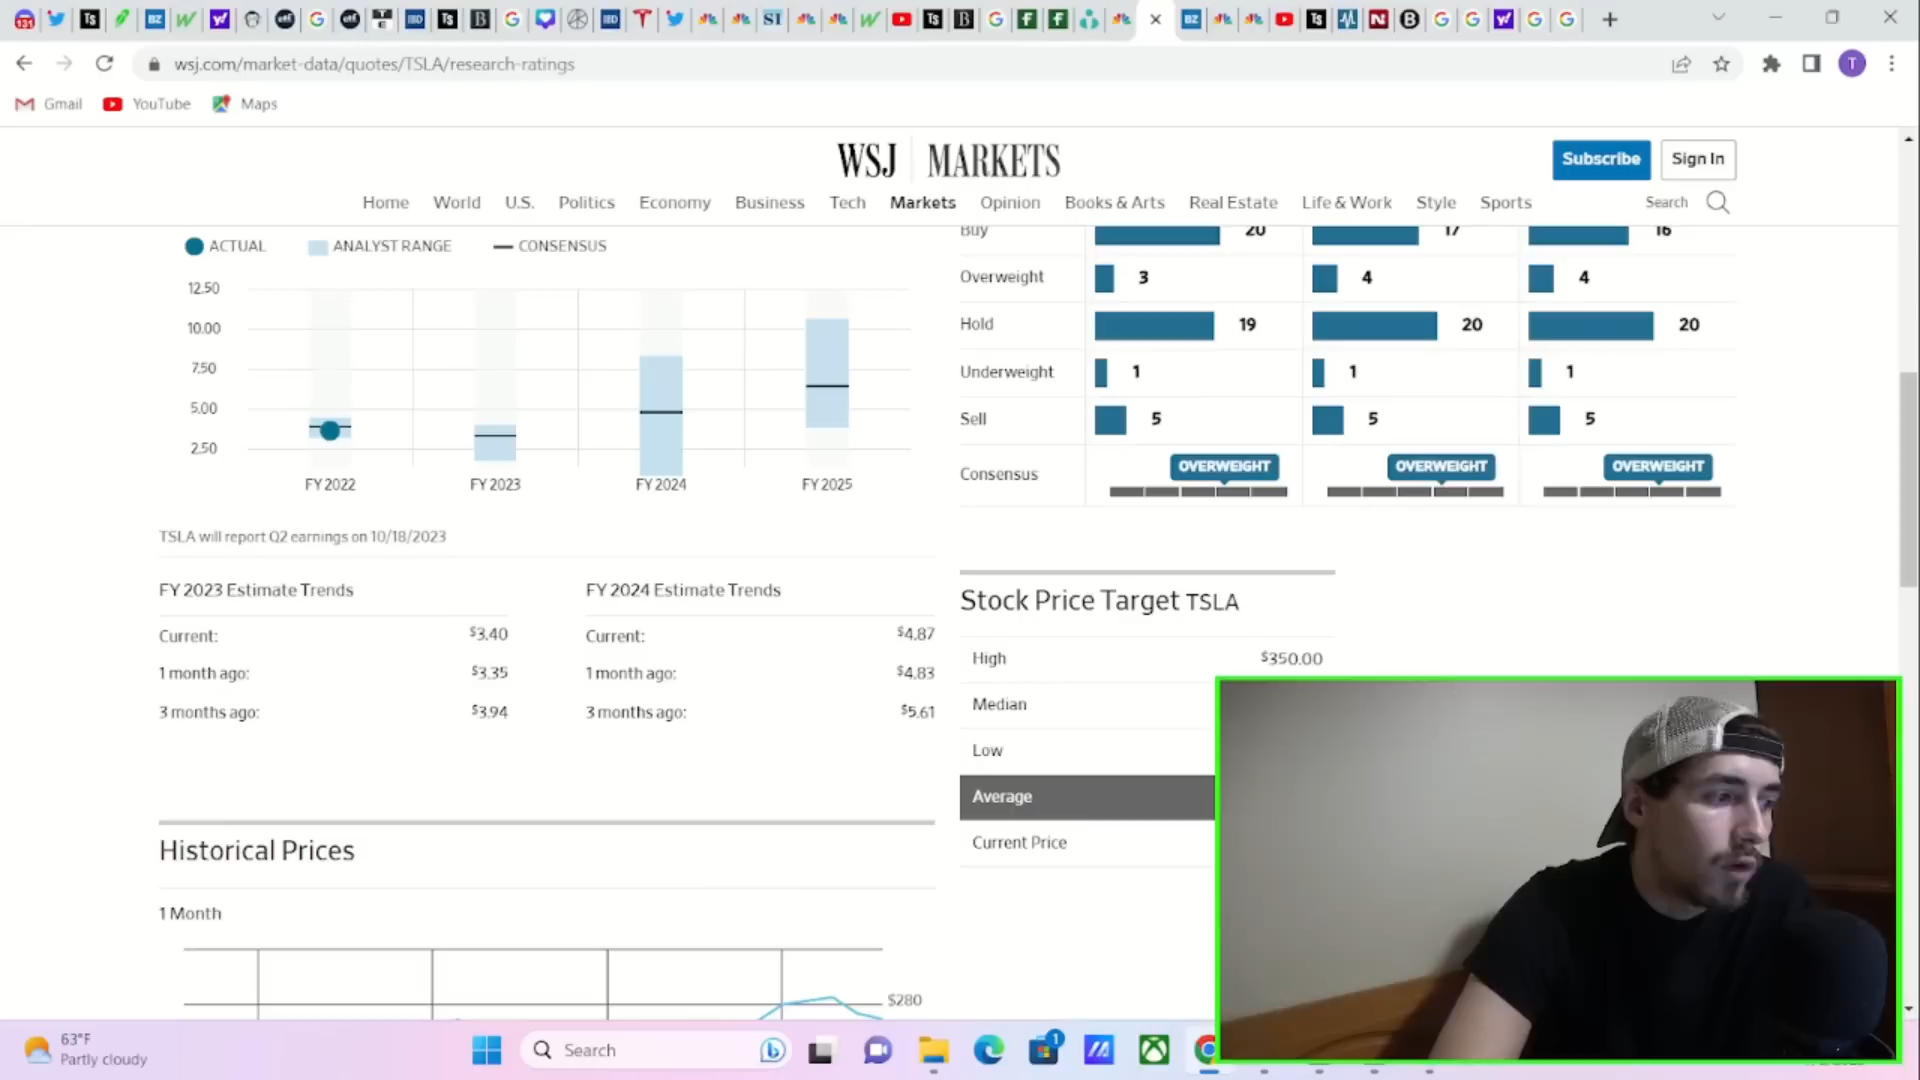 wsj.com/market-data/quotes/TSLA/research-ratings
Gmail YouTube Maps
WSJ MARKETS
Subscribe Sign In
Home World U.S. Politics Economy Business Tech Markets Opinion Books & Arts Real Estate Life & Work Style Sports Search
ACTUAL ANALYST RANGE CONSENSUS
12.50
10.00
7.50
5.00
2.50
FY 2022 FY 2023 FY 2024 FY 2025
TSLA will report Q2 earnings on 10/18/2023
FY 2023 Estimate Trends
Current: $3.40
1 month ago: $3.35
3 months ago: $3.94
FY 2024 Estimate Trends
Current: $4.87
1 month ago: $4.83
3 months ago: $5.61
Historical Prices
1 Month
$280
Buy 20 17 16
Overweight 3 4 4
Hold 19 20 20
Underweight 1 1 1
Sell 5 5 5
Consensus OVERWEIGHT OVERWEIGHT OVERWEIGHT
Stock Price Target TSLA
High $350.00
Median
Low
Average
Current Price
63°F
Partly cloudy
Search